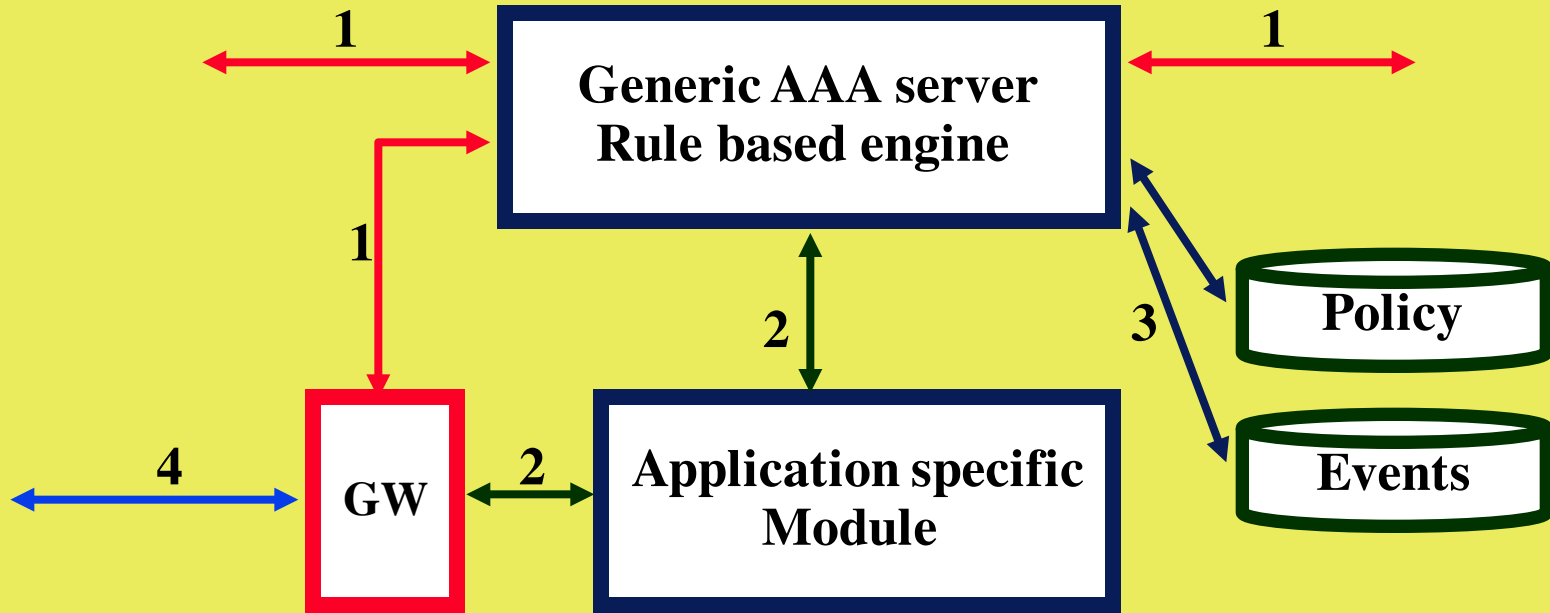 1
1
Generic AAA server
Rule based engine
1
2
3
Policy
4
GW
2
Application specific
Module
Events